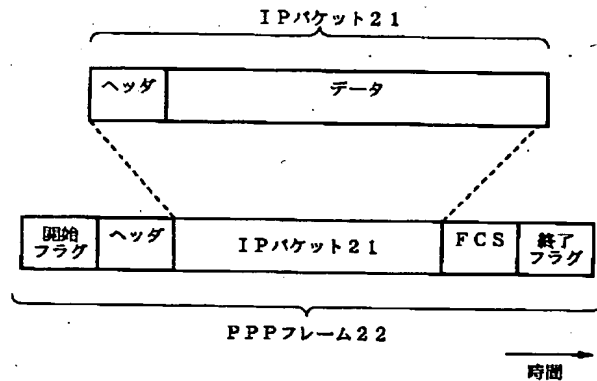 ＩＰパケット２１
ヘッダ
データ
開始
フラグ
ヘッダ
ＩＰパケット２１
ＦＣＳ
終了
フラグ
ＰＰＰフレーム２２
時間